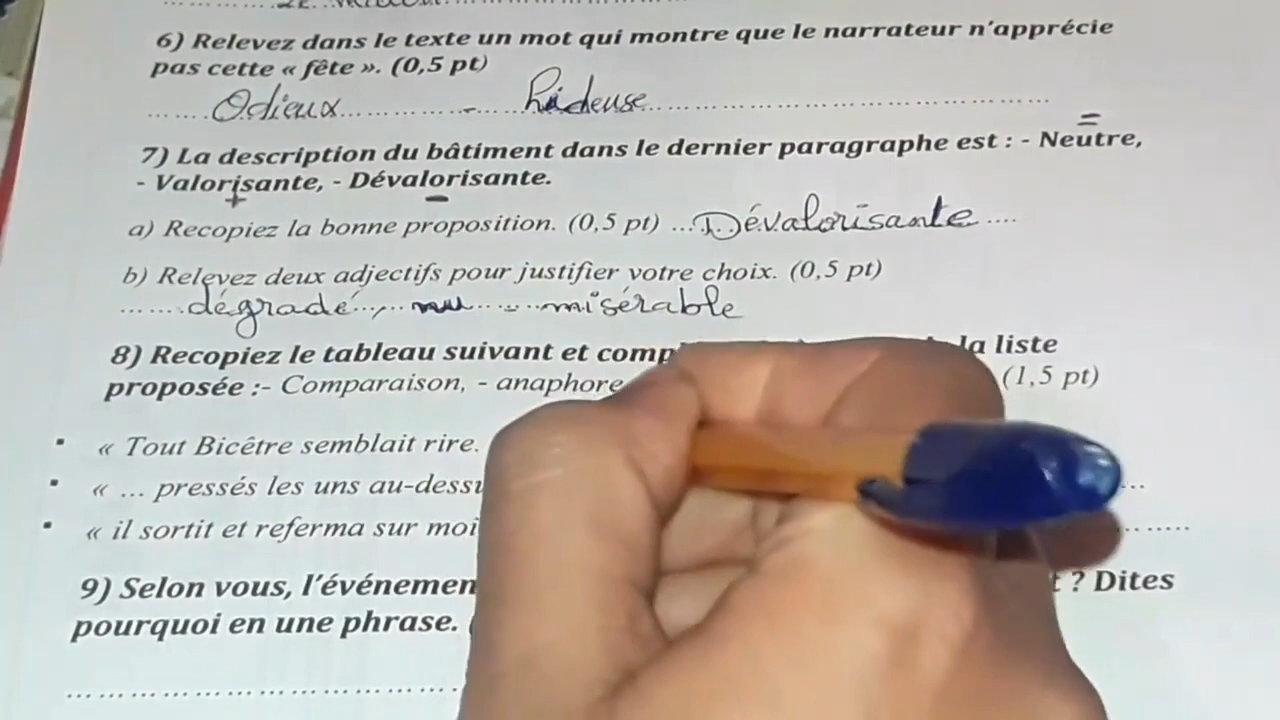 6) Relevez dans le texte un mot qui montre que le narrateur n'apprécie
pas cette « fête ». (0,5 pt)
.......Odieux.............-......hideuse...........................................
7) La description du bâtiment dans le dernier paragraphe est : - Neutre,
- Valorisante, - Dévalorisante.
a) Recopiez la bonne proposition. (0,5 pt) ...Dévalorisante....
b) Relevez deux adjectifs pour justifier votre choix. (0,5 pt)
.......dégradé..,..nu....-...misérable
8) Recopiez le tableau suivant et la liste
proposée :- Comparaison, - anaphore (1,5 pt)
▪ « Tout Bicêtre semblait rire.
▪ « ... pressés les uns ...
▪ « il sortit et referma sur moi ........
9) Selon vous, ? Dites
pourquoi en une phrase.
.............................................